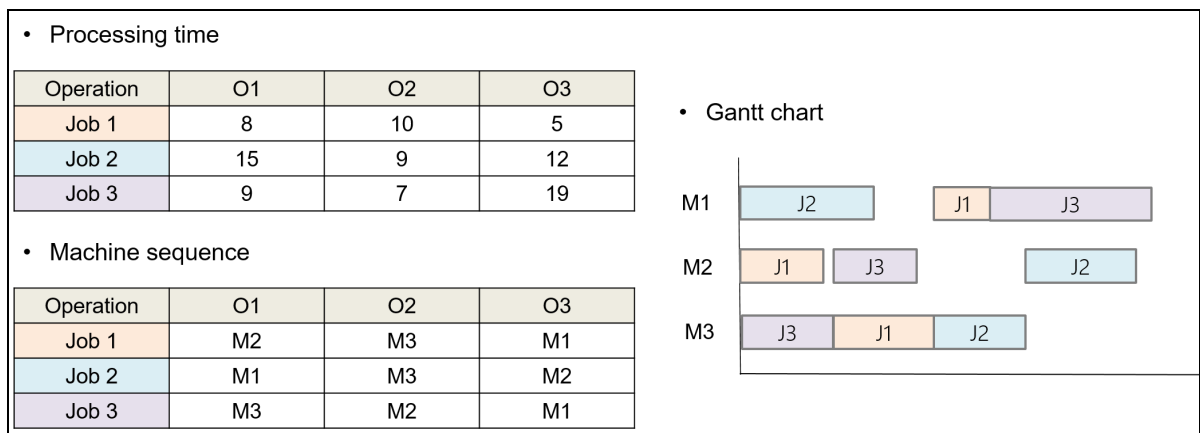 • Processing time
Operation O1 O2 O3
Job 1 8 10 5
Job 2 15 9 12
Job 3 9 7 19
• Machine sequence
Operation O1 O2 O3
Job 1 M2 M3 M1
Job 2 M1 M3 M2
Job 3 M3 M2 M1
• Gantt chart
M1 J2 J1 J3
M2 J1 J3 J2
M3 J3 J1 J2